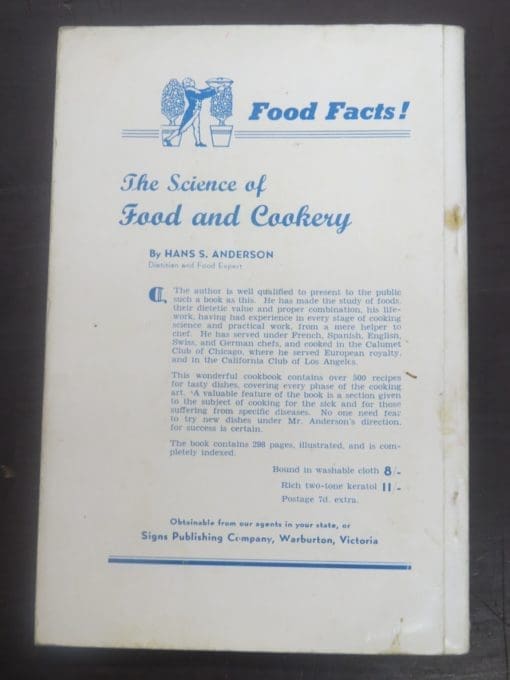 Food Facts!
The Science of
Food and Cookery
By HANS S. ANDERSON
Dietitian and Food Expert
The author is well qualified to present to the public
such a book as this. He has made the study of foods,
their dietetic value and proper combination, his life-
work, having had experience in every stage of cooking
science and practical work, from a mere helper to
chef. He has served under French, Spanish, English,
Swiss, and German chefs, and cooked in the Calumet
Club of Chicago, where he served European royalty,
and in the California Club of Los Angeles.
This wonderful cookbook contains over 500 recipes
for tasty dishes, covering every phase of the cooking
art. A valuable feature of the book is a section given
to the subject of cooking for the sick and for those
suffering from specific diseases. No one need fear
to try new dishes under Mr. Anderson's direction,
for success is certain.
The book contains 298 pages, illustrated, and is com-
pletely indexed.
Bound in washable cloth 8/-
Rich two-tone keratol 11/-
Postage 7d. extra.
Obtainable from our agents in your state, or
Signs Publishing Company, Warburton, Victoria